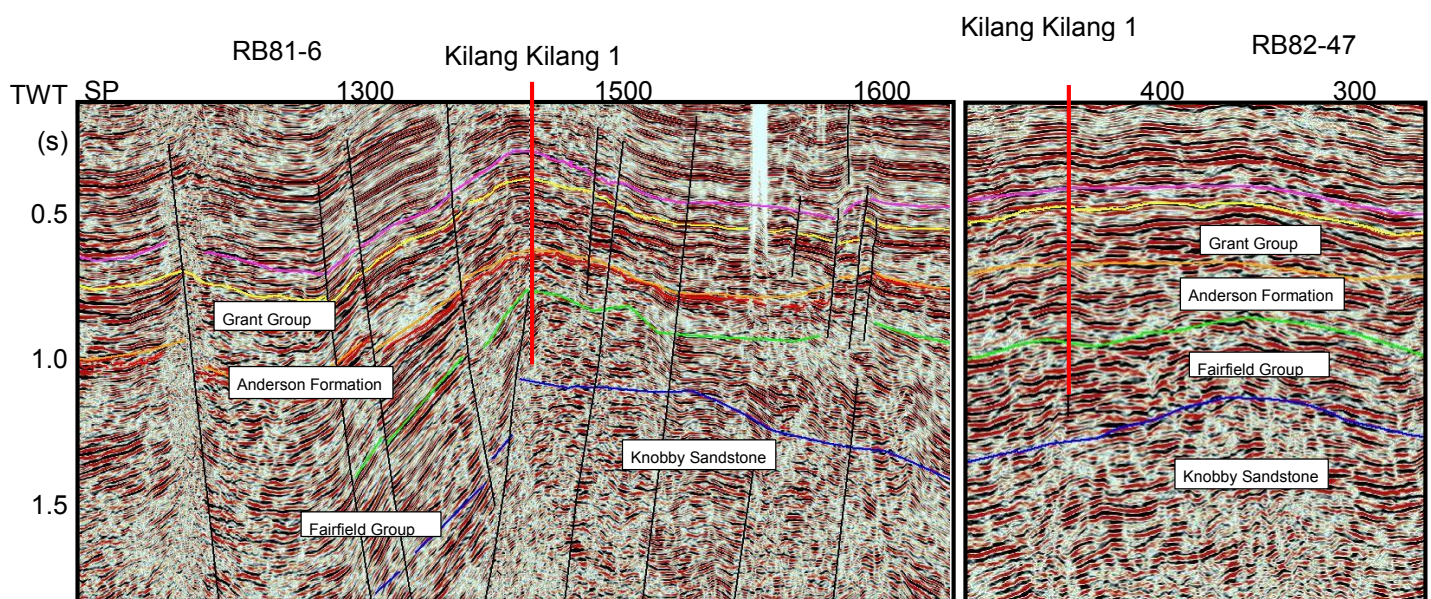 Kilang Kilang 1
RB81-6
RB82-47
Kilang Kilang 1
TWT SP 1300 1500 1600 400 300
(s)
0.5
Grant Group
Anderson Formation
Grant Group
1.0
Fairfield Group
Anderson Formation
Knobby Sandstone
Knobby Sandstone
1.5
Fairfield Group